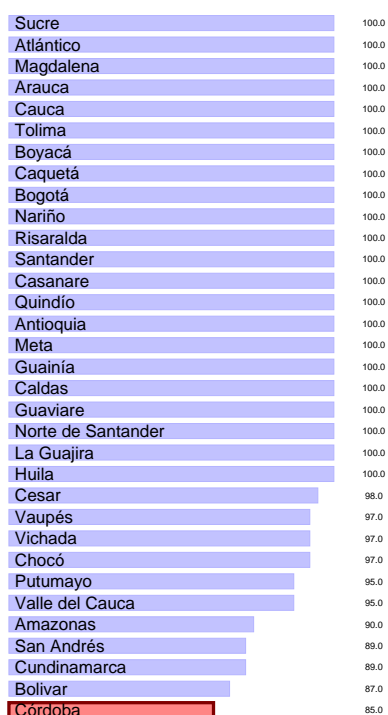 Sucre 100.0
Atlántico 100.0
Magdalena 100.0
Arauca 100.0
Cauca 100.0
Tolima 100.0
Boyacá 100.0
Caquetá 100.0
Bogotá 100.0
Nariño 100.0
Risaralda 100.0
Santander 100.0
Casanare 100.0
Quindío 100.0
Antioquia 100.0
Meta 100.0
Guainía 100.0
Caldas 100.0
Guaviare 100.0
Norte de Santander 100.0
La Guajira 100.0
Huila 100.0
Cesar 98.0
Vaupés 97.0
Vichada 97.0
Chocó 97.0
Putumayo 95.0
Valle del Cauca 95.0
Amazonas 90.0
San Andrés 89.0
Cundinamarca 89.0
Bolivar 87.0
Córdoba 85.0